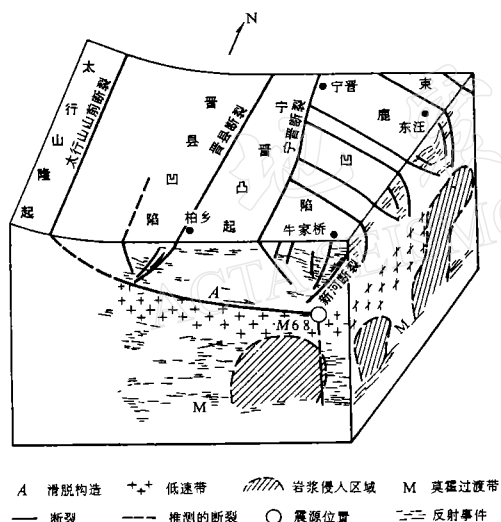 N
太行山隆起
太行山山前断裂
晋县凹陷
晋县断裂
宁晋凸起
宁晋断裂
束鹿凹陷
宁晋
东汪
柏乡
牛家桥
新河断裂
A
M6.8
M
M
A 滑脱构造 低速带 岩浆侵入区域 M 莫霍过渡带
断裂 推测的断裂 震源位置 反射事件